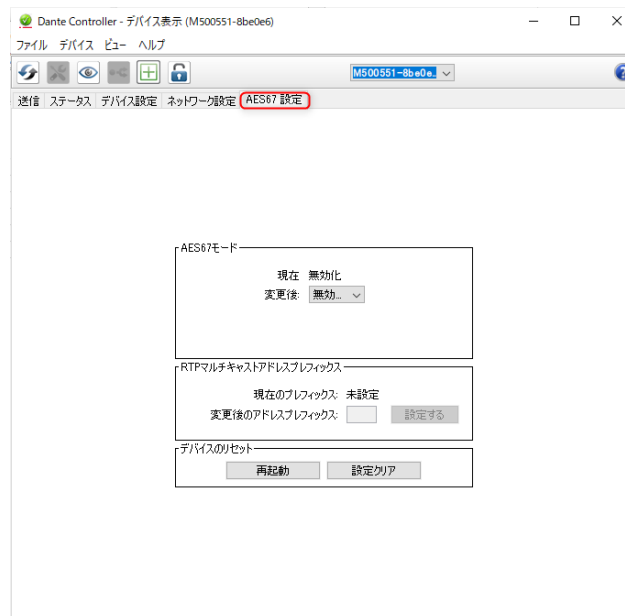 Dante Controller - デバイス表示 (M500551-8be0e6)
ファイル デバイス ビュー ヘルプ
M500551-8be0e...
送信 ステータス デバイス設定 ネットワーク設定 AES67 設定
AES67モード
現在 無効化
変更後: 無効...
RTPマルチキャストアドレスプレフィックス
現在のプレフィックス: 未設定
変更後のアドレスプレフィックス: 設定する
デバイスのリセット
再起動 設定クリア